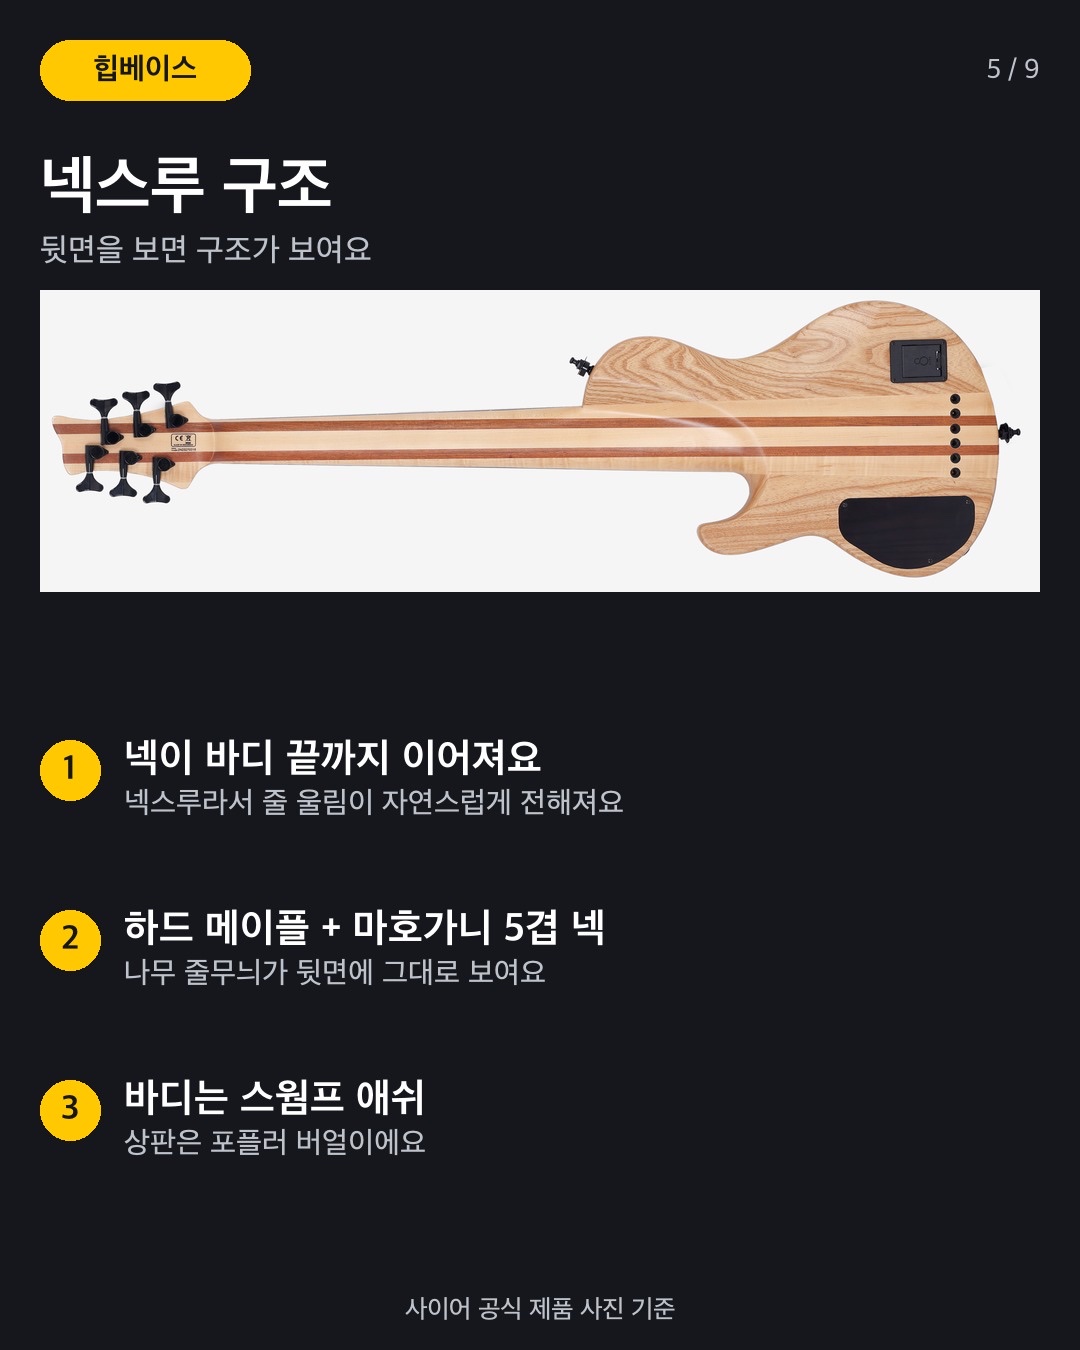 힙베이스
5 / 9
넥스루 구조
뒷면을 보면 구조가 보여요
1
넥이 바디 끝까지 이어져요
넥스루라서 줄 울림이 자연스럽게 전해져요
2
하드 메이플 + 마호가니 5겹 넥
나무 줄무늬가 뒷면에 그대로 보여요
3
바디는 스웜프 애쉬
상판은 포플러 버얼이에요
사이어 공식 제품 사진 기준